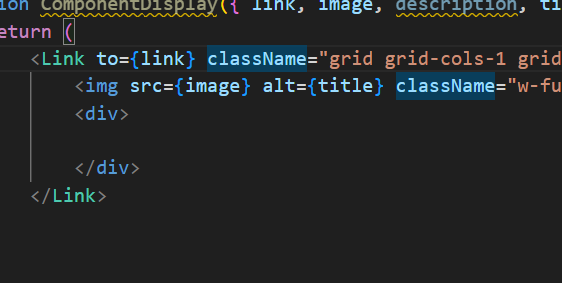 ion ComponentDisplay({ link, image, description, ti
eturn (
<Link to={link} className="grid grid-cols-1 grid
<img src={image} alt={title} className="w-fu
<div>
</div>
</Link>